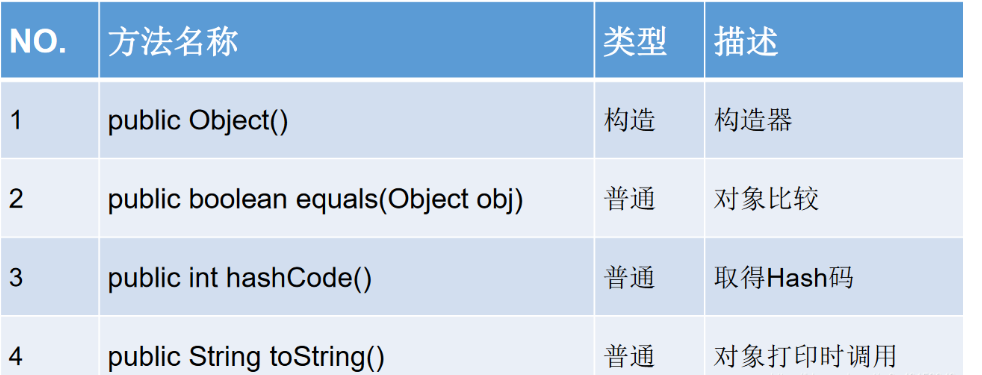 NO. 方法名称 类型 描述
1 public Object() 构造 构造器
2 public boolean equals(Object obj) 普通 对象比较
3 public int hashCode() 普通 取得Hash码
4 public String toString() 普通 对象打印时调用